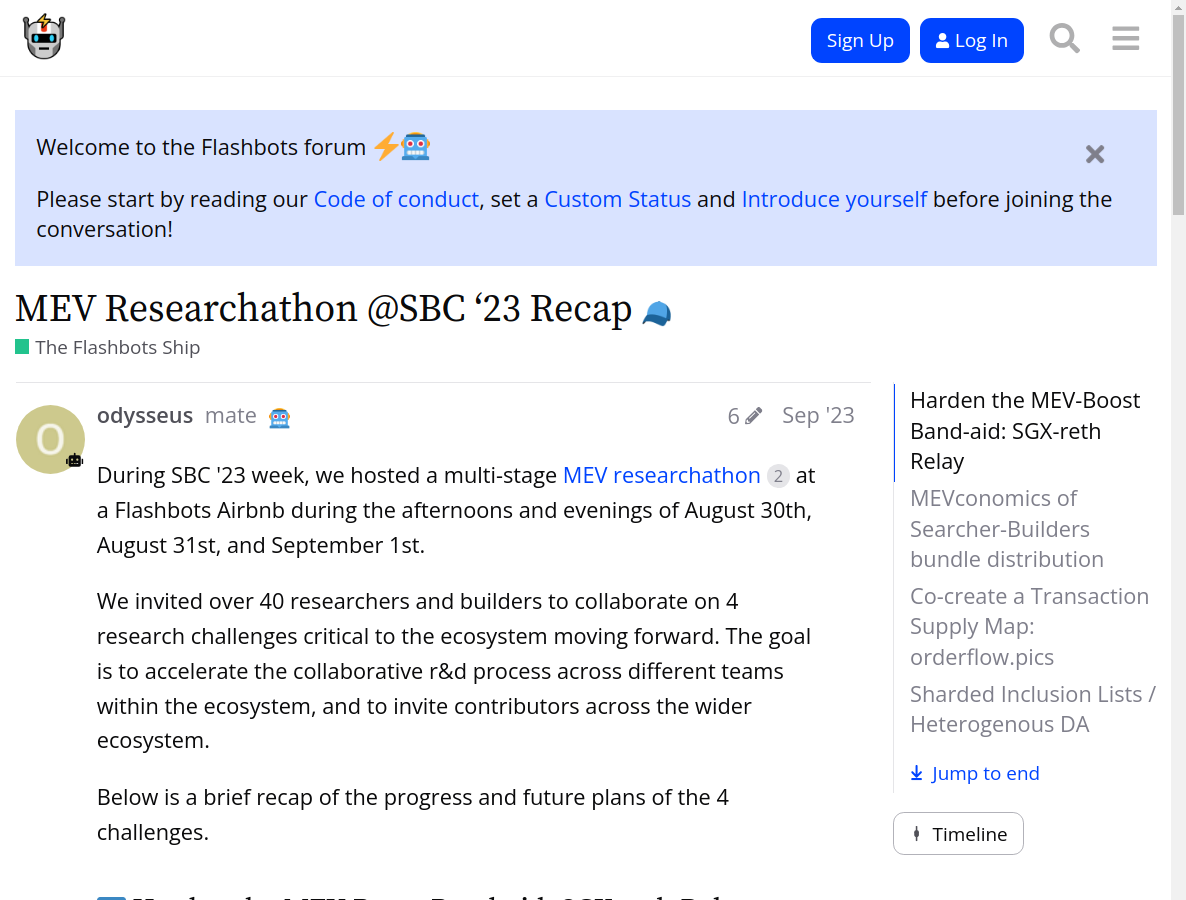 Sign Up
Log In
Welcome to the Flashbots forum
Please start by reading our Code of conduct, set a Custom Status and Introduce yourself before joining the
conversation!
MEV Researchathon @SBC ‘23 Recap
The Flashbots Ship
O
odysseus mate
6 Sep '23
During SBC '23 week, we hosted a multi-stage MEV researchathon 2 at
a Flashbots Airbnb during the afternoons and evenings of August 30th,
August 31st, and September 1st.
We invited over 40 researchers and builders to collaborate on 4
research challenges critical to the ecosystem moving forward. The goal
is to accelerate the collaborative r&d process across different teams
within the ecosystem, and to invite contributors across the wider
ecosystem.
Below is a brief recap of the progress and future plans of the 4
challenges.
Harden the MEV-Boost
Band-aid: SGX-reth
Relay
MEVconomics of
Searcher-Builders
bundle distribution
Co-create a Transaction
Supply Map:
orderflow.pics
Sharded Inclusion Lists /
Heterogenous DA
Jump to end
Timeline